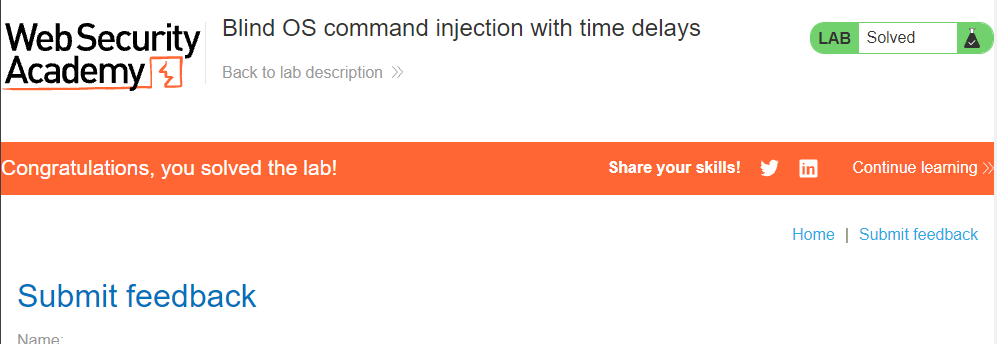 Web Security
Academy
Blind OS command injection with time delays
Back to lab description
LAB Solved
Congratulations, you solved the lab!
Share your skills!
Continue learning
Home | Submit feedback
Submit feedback
Name: